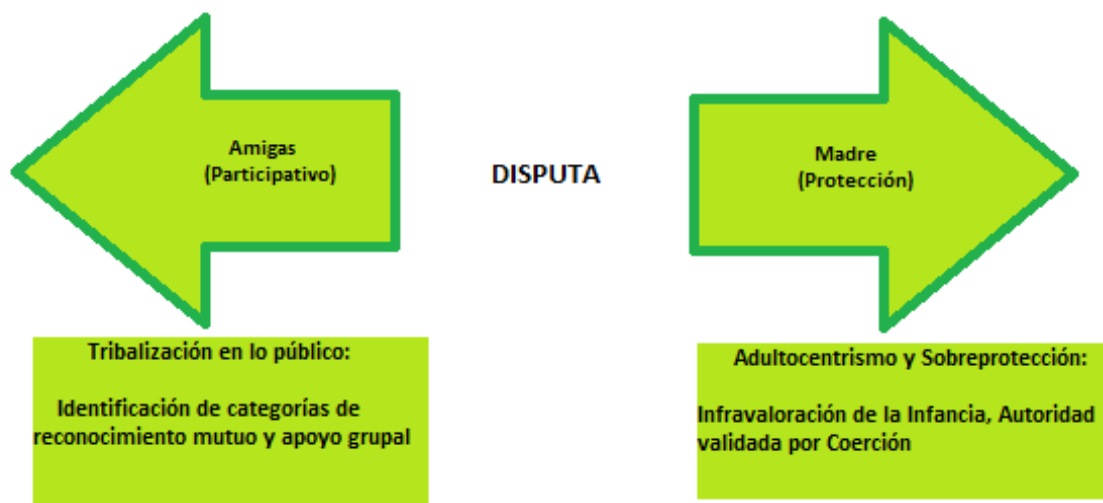 Amigas
(Participativo)
DISPUTA
Madre
(Protección)
Tribalización en lo público:
Identificación de categorías de
reconocimiento mutuo y apoyo grupal
Adultocentrismo y Sobreprotección:
Infravaloración de la Infancia, Autoridad
validada por Coerción